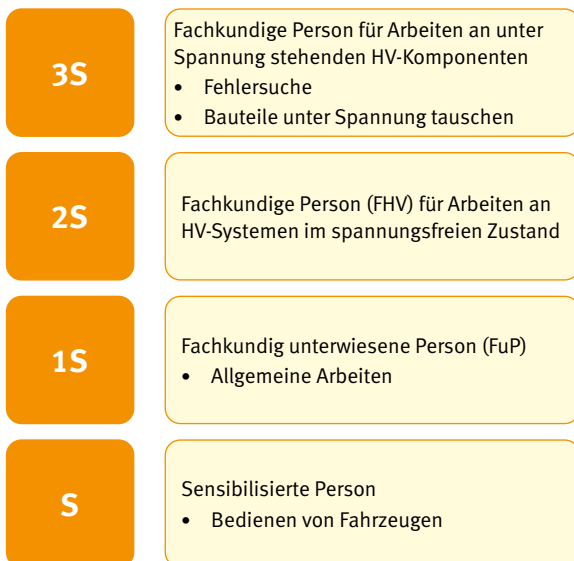 3S
Fachkundige Person für Arbeiten an unter
Spannung stehenden HV-Komponenten
• Fehlersuche
• Bauteile unter Spannung tauschen
2S
Fachkundige Person (FHV) für Arbeiten an
HV-Systemen im spannungsfreien Zustand
1S
Fachkundig unterwiesene Person (FuP)
• Allgemeine Arbeiten
S
Sensibilisierte Person
• Bedienen von Fahrzeugen